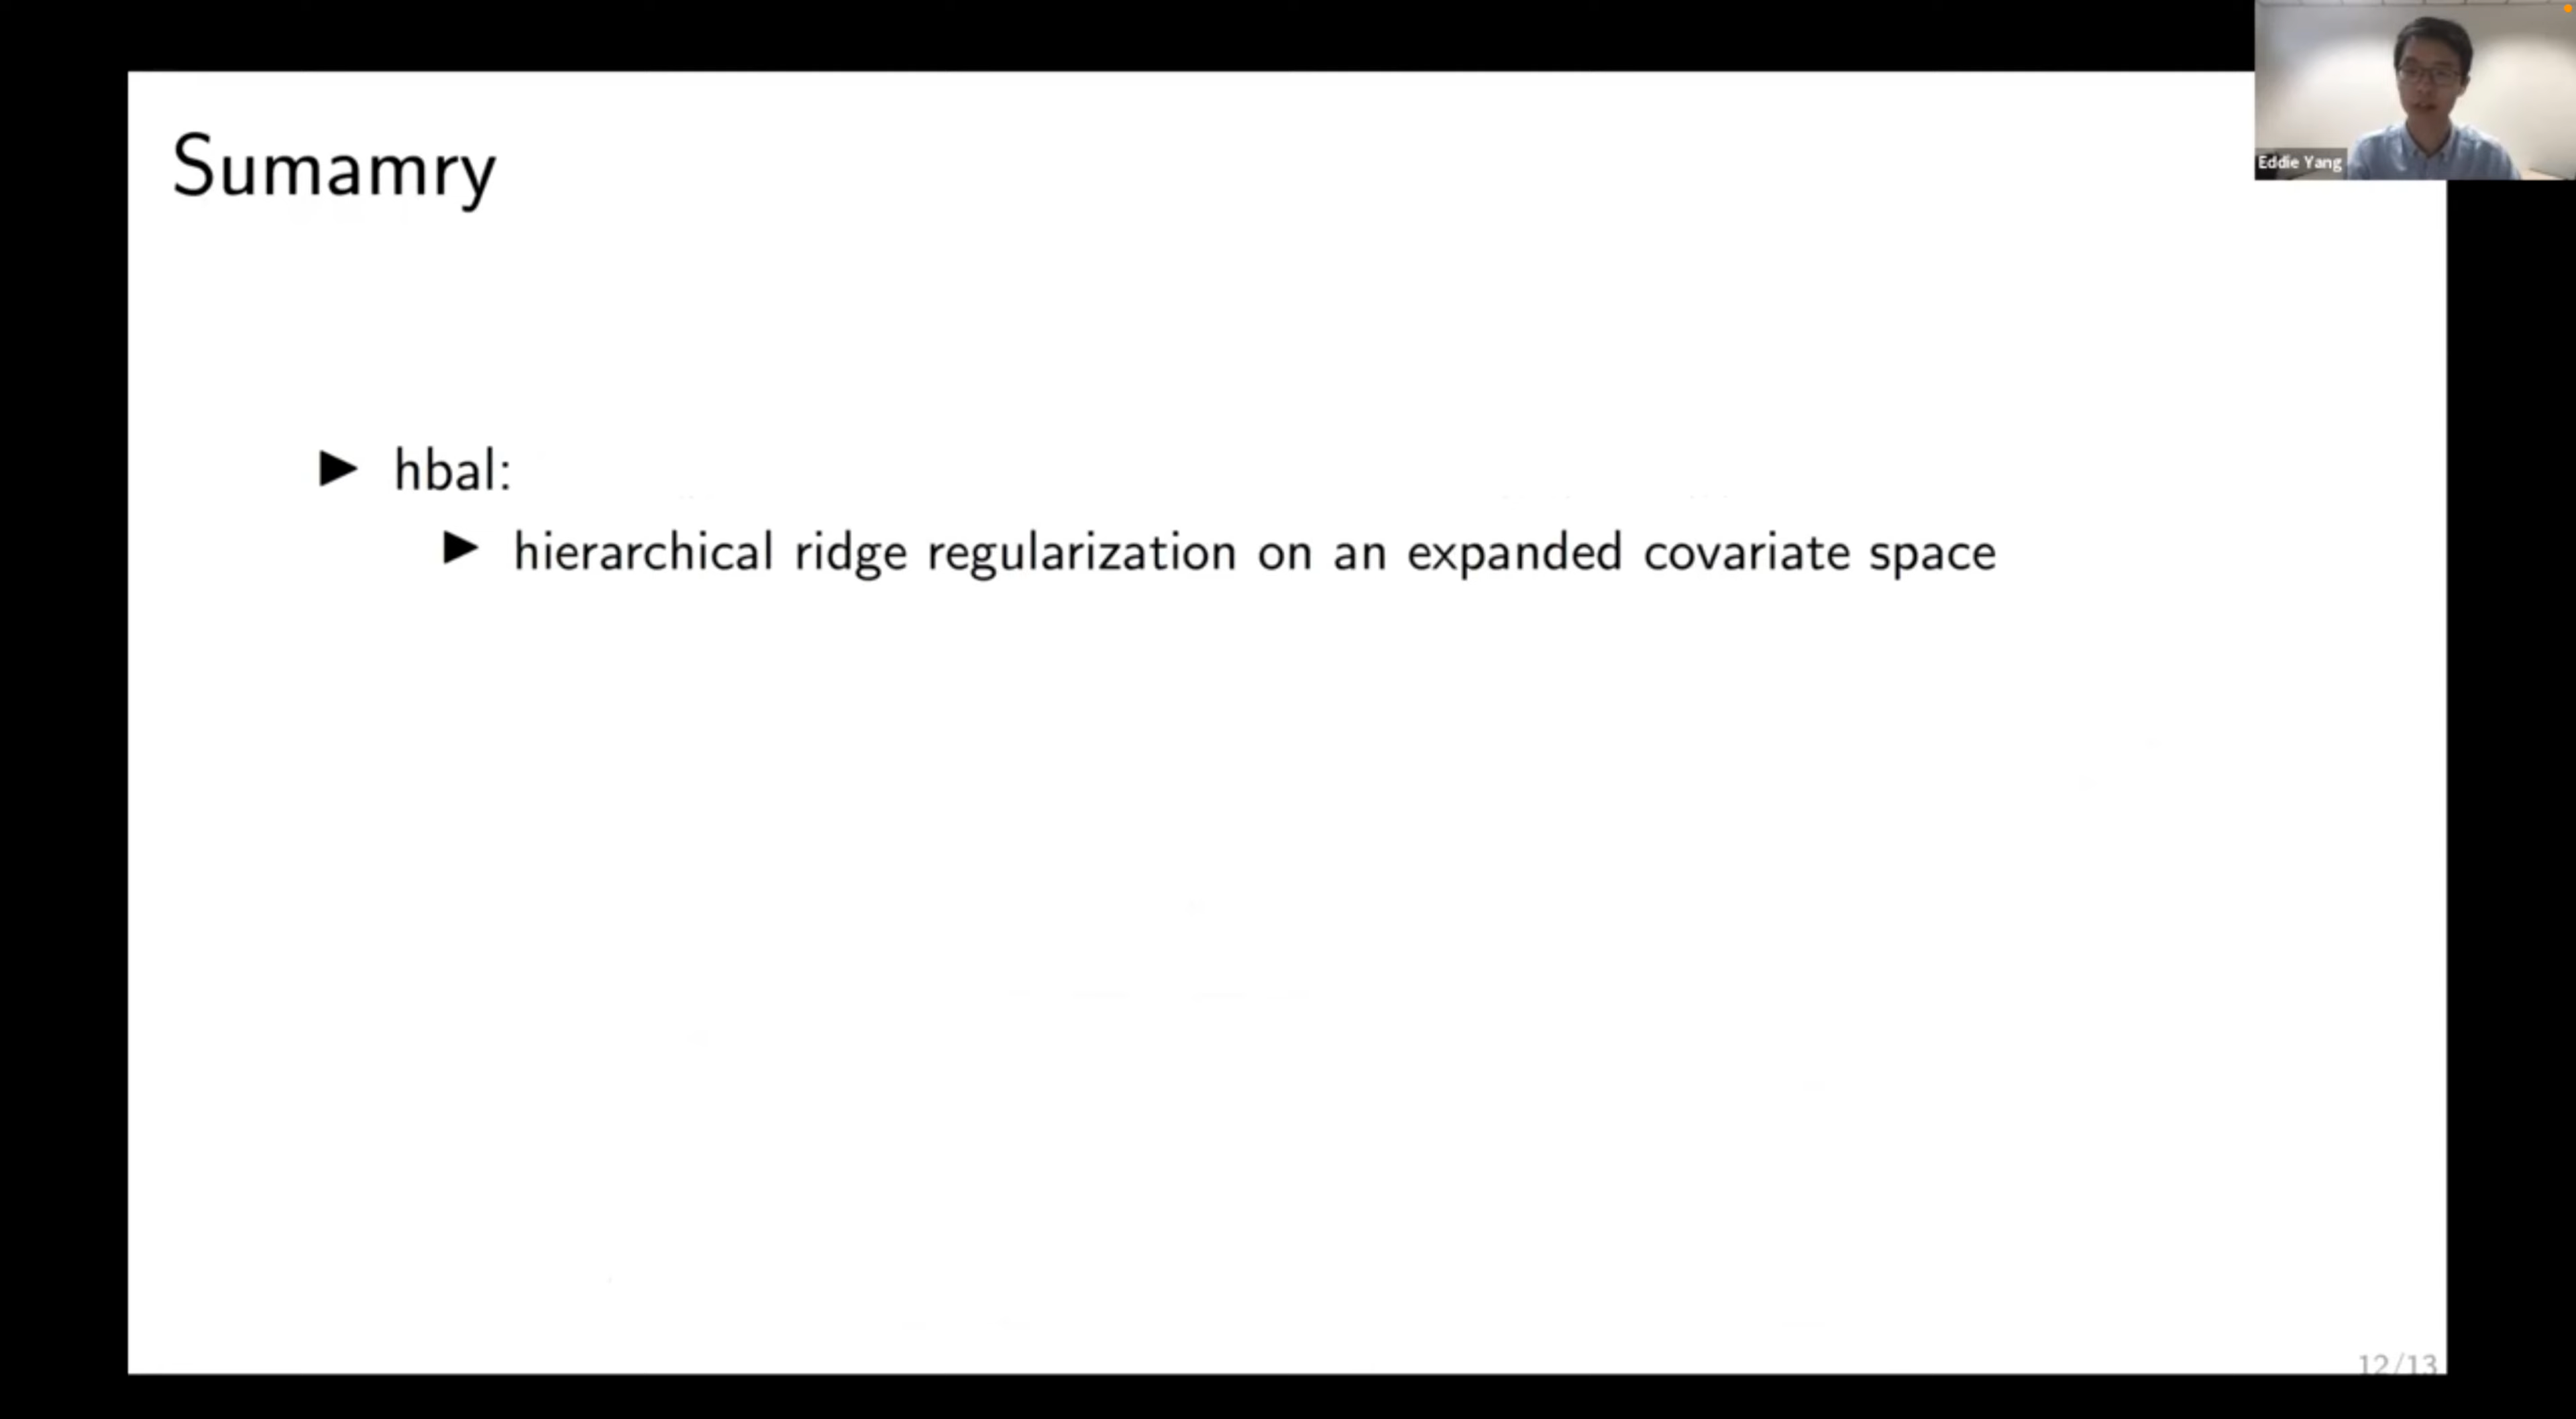 Sumamry
Eddie Yang
▶ hbal:
▶ hierarchical ridge regularization on an expanded covariate space
12/13